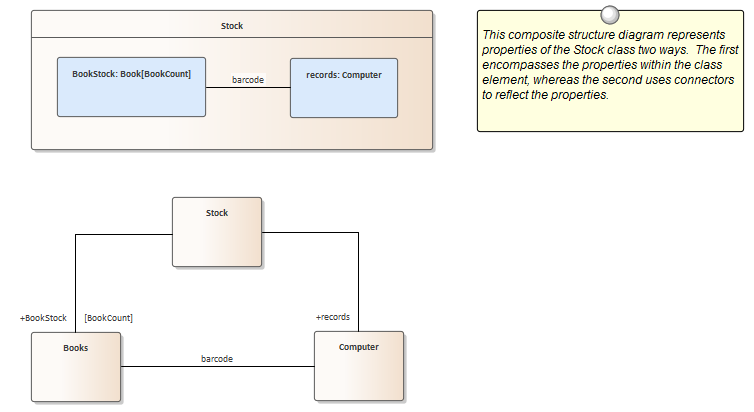 Stock
BookStock: Book[BookCount]
barcode
records: Computer
This composite structure diagram represents
properties of the Stock class two ways.  The first
encompasses the properties within the class
element, whereas the second uses connectors
to reflect the properties.
Stock
+BookStock
[BookCount]
+records
Books
barcode
Computer